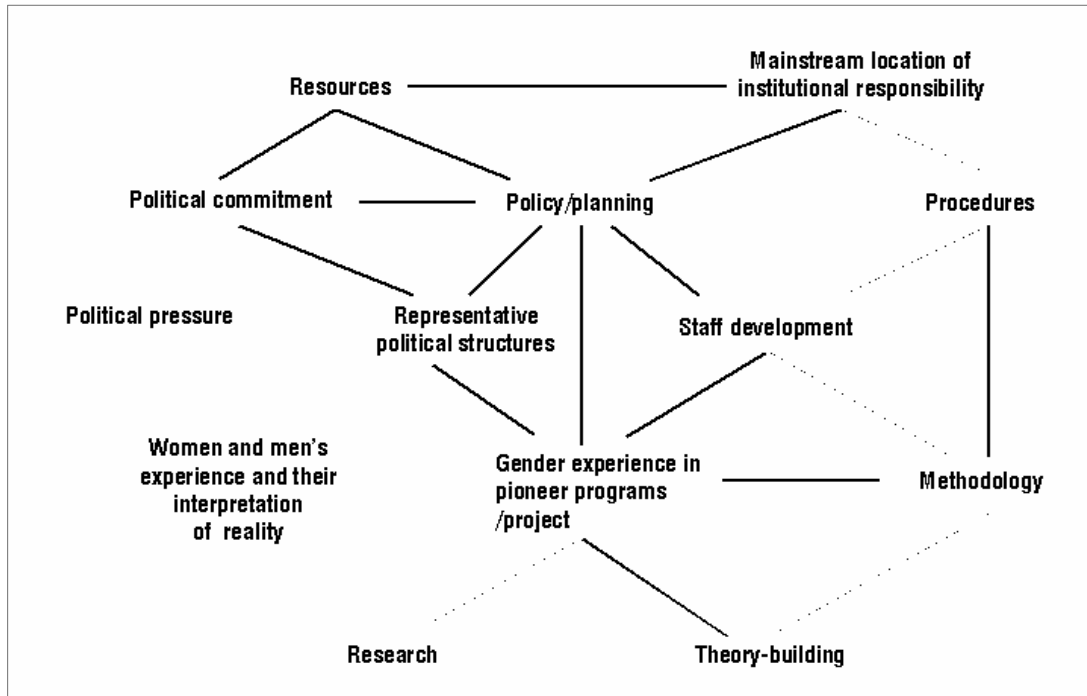 Resources
Mainstream location of
institutional responsibility
Political commitment
Policy/planning
Procedures
Political pressure
Representative
political structures
Staff development
Women and men's
experience and their
interpretation
of reality
Gender experience in
pioneer programs
/project
Methodology
Research
Theory-building